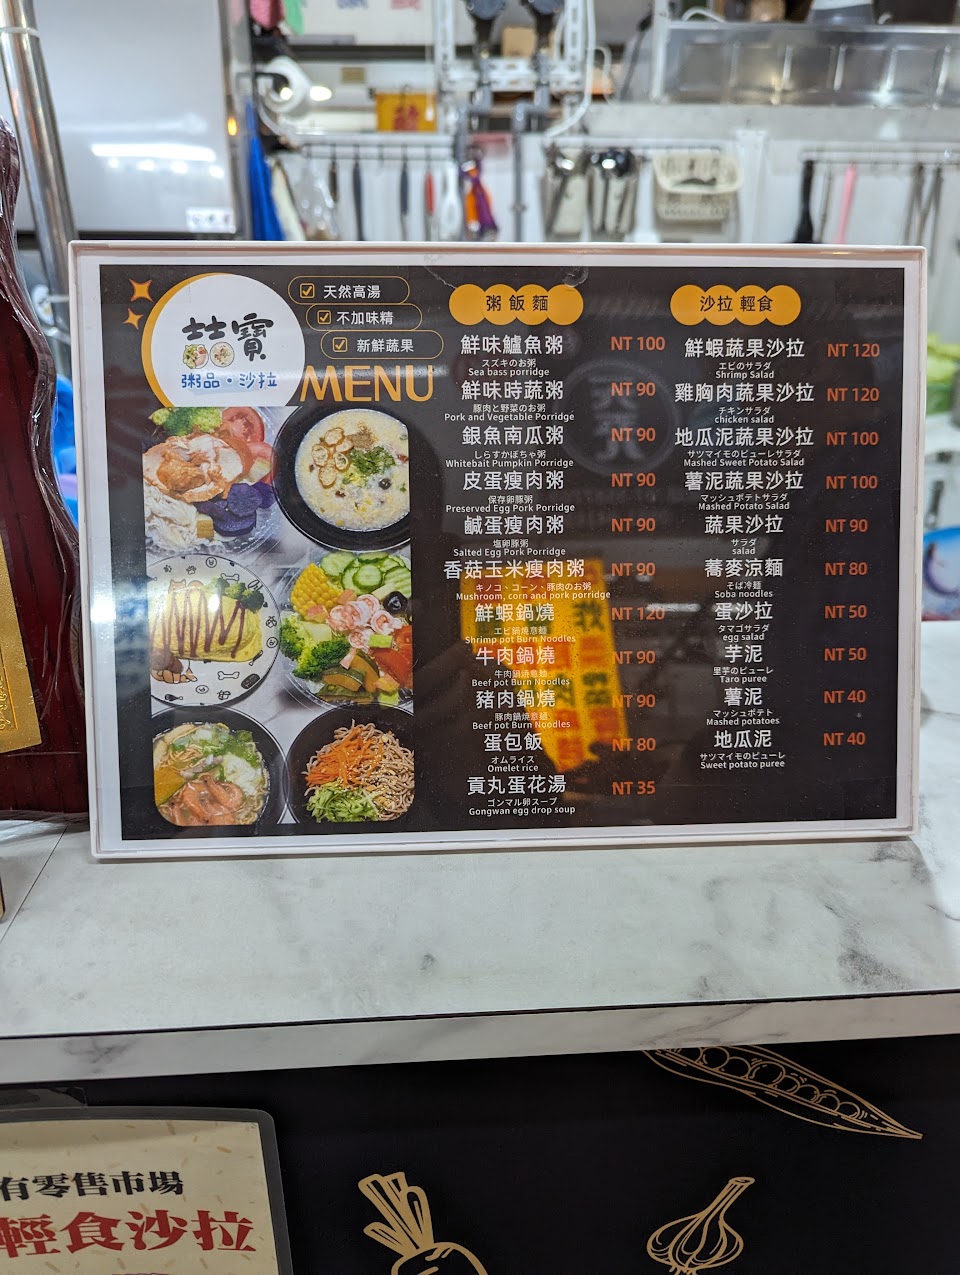 囍寶
粥品·沙拉
天然高湯
不加味精
新鮮蔬果
MENU
粥飯麵
鮮味鱸魚粥 NT 100
スズキのお粥
Sea bass porridge
鮮味時蔬粥 NT 90
豚肉と野菜のお粥
Pork and Vegetable Porridge
銀魚南瓜粥 NT 90
しらすかぼちゃ粥
Whitebait Pumpkin Porridge
皮蛋瘦肉粥 NT 90
保存卵豚粥
Preserved Egg Pork Porridge
鹹蛋瘦肉粥 NT 90
塩卵豚粥
Salted Egg Pork Porridge
香菇玉米瘦肉粥 NT 90
キノコ、コーン、豚肉のお粥
Mushroom, corn and pork porridge
鮮蝦鍋燒 NT 120
エビ鍋焼意麺
Shrimp pot Burn Noodles
牛肉鍋燒 NT 90
牛肉鍋焼意麺
Beef pot Burn Noodles
豬肉鍋燒 NT 90
豚肉鍋焼意麺
Beef pot Burn Noodles
蛋包飯 NT 80
オムライス
Omelet rice
貢丸蛋花湯 NT 35
ゴンマル卵スープ
Gongwan egg drop soup
沙拉 輕食
鮮蝦蔬果沙拉 NT 120
エビのサラダ
Shrimp Salad
雞胸肉蔬果沙拉 NT 120
チキンサラダ
chicken salad
地瓜泥蔬果沙拉 NT 100
サツマイモのピューレサラダ
Mashed Sweet Potato Salad
薯泥蔬果沙拉 NT 100
マッシュポテトサラダ
Mashed Potato Salad
蔬果沙拉 NT 90
サラダ
salad
蕎麥涼麵 NT 80
そば冷麺
Soba noodles
蛋沙拉 NT 50
タマゴサラダ
egg salad
芋泥 NT 50
里芋のピューレ
Taro puree
薯泥 NT 40
マッシュポテト
Mashed potatoes
地瓜泥 NT 40
サツマイモのピューレ
Sweet potato puree
有零售市場
輕食沙拉